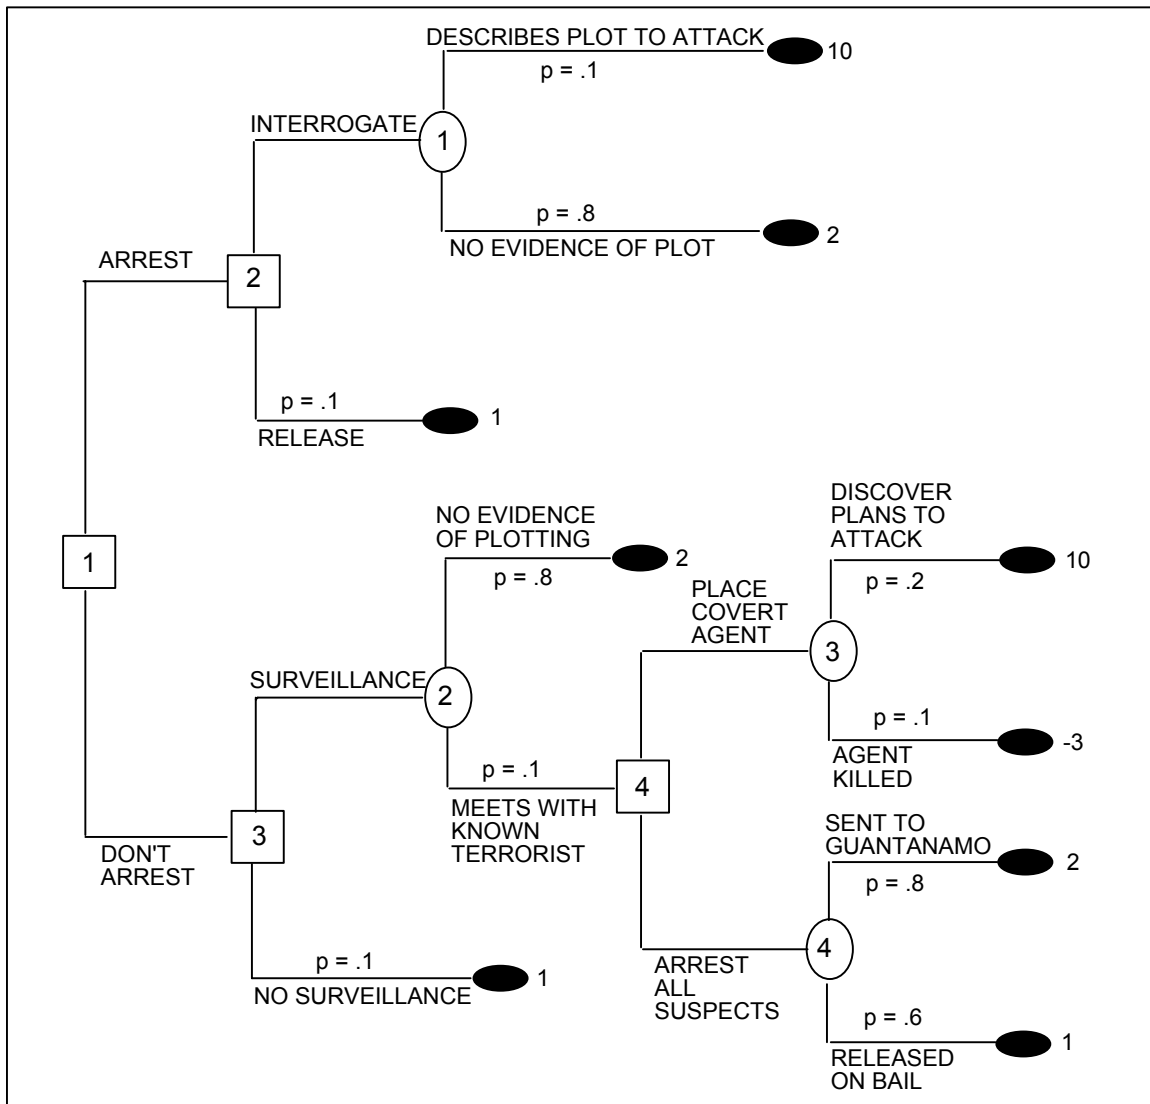 DESCRIBES PLOT TO ATTACK
10
p = .1
INTERROGATE
1
p = .8
2
NO EVIDENCE OF PLOT
ARREST
2
p = .1
1
RELEASE
DISCOVER
PLANS TO
ATTACK
10
p = .2
NO EVIDENCE
OF PLOTTING
2
p = .8
1
PLACE
COVERT
AGENT
3
SURVEILLANCE
2
p = .1
-3
AGENT
KILLED
p = .1
4
MEETS WITH
KNOWN
TERRORIST
3
DON'T
ARREST
SENT TO
GUANTANAMO
2
p = .8
4
p = .1
1
NO SURVEILLANCE
ARREST
ALL
SUSPECTS
p = .6
1
RELEASED
ON BAIL